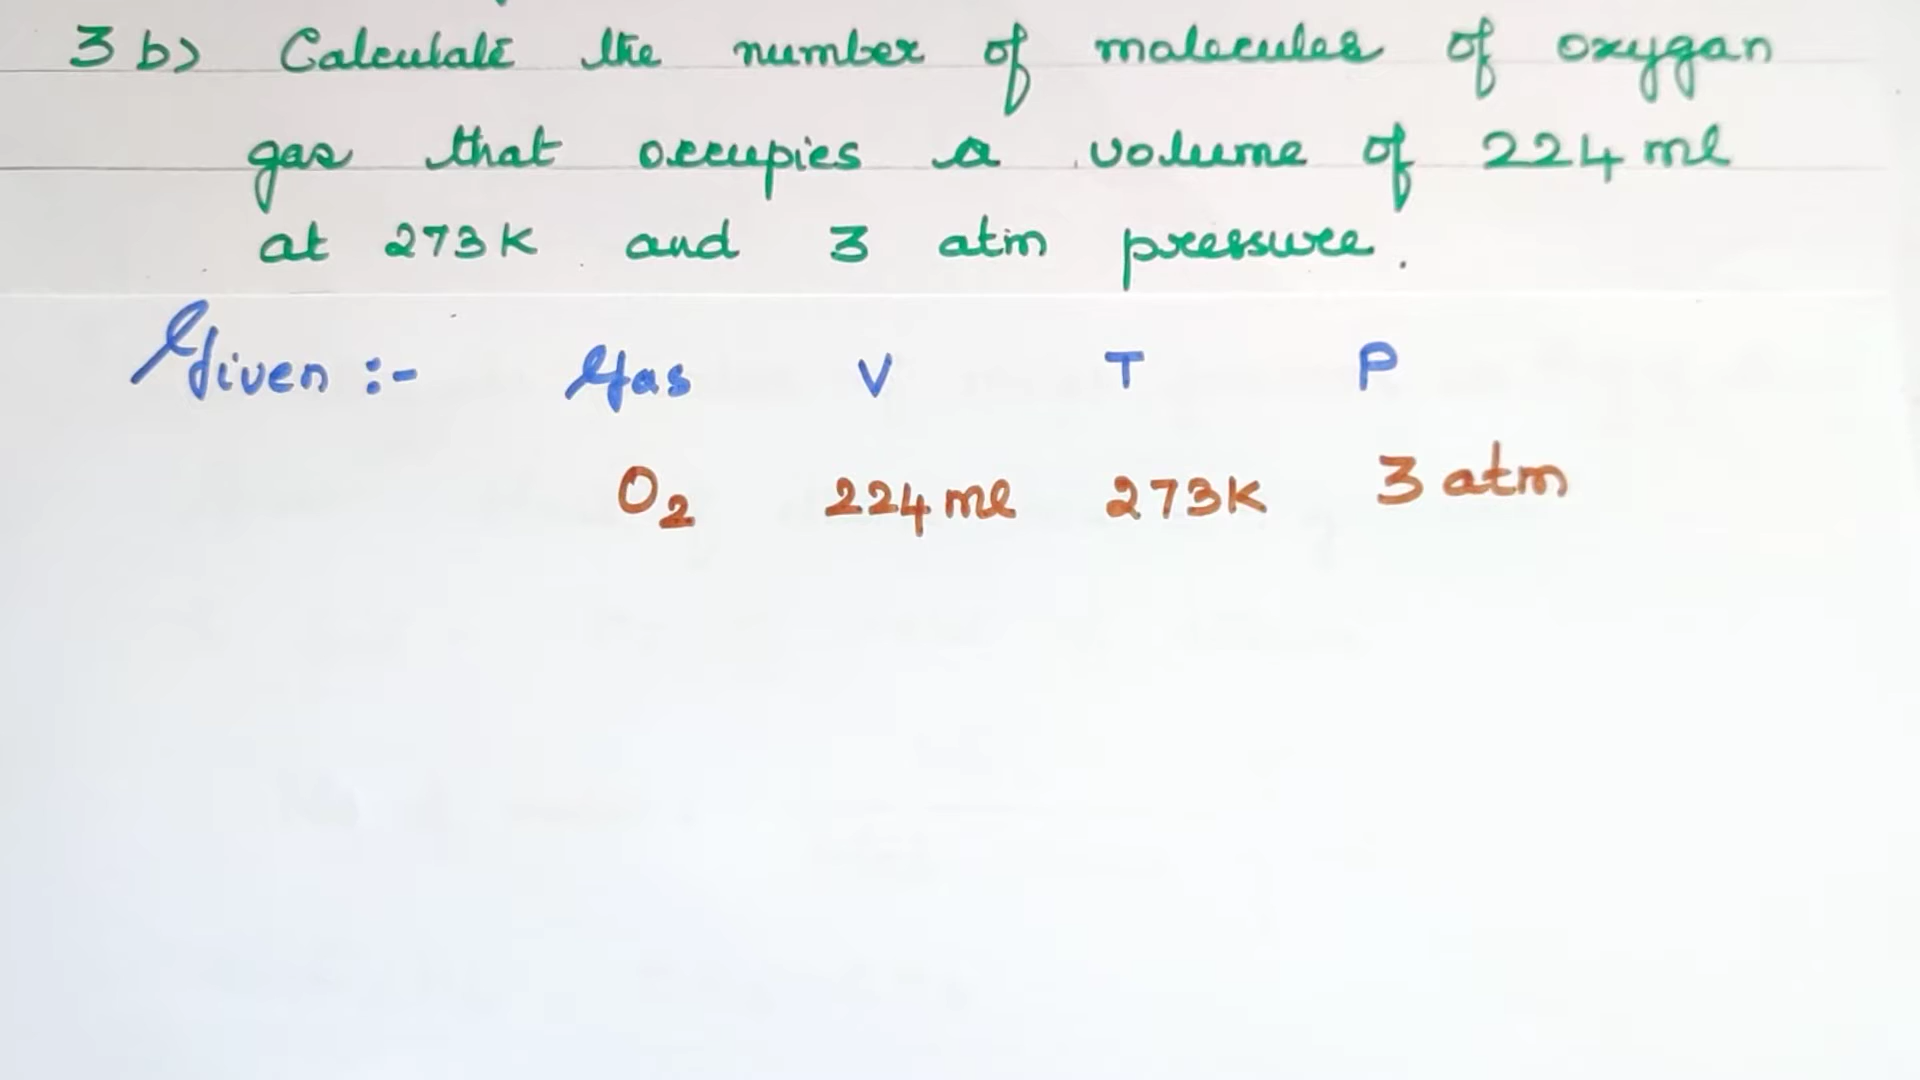 3 b) Calculate the number of molecules of oxygan
gas that occupies a volume of 224 ml
at 273K and 3 atm pressure.
Given :- Gas V T P
O2 224 ml 273K 3 atm